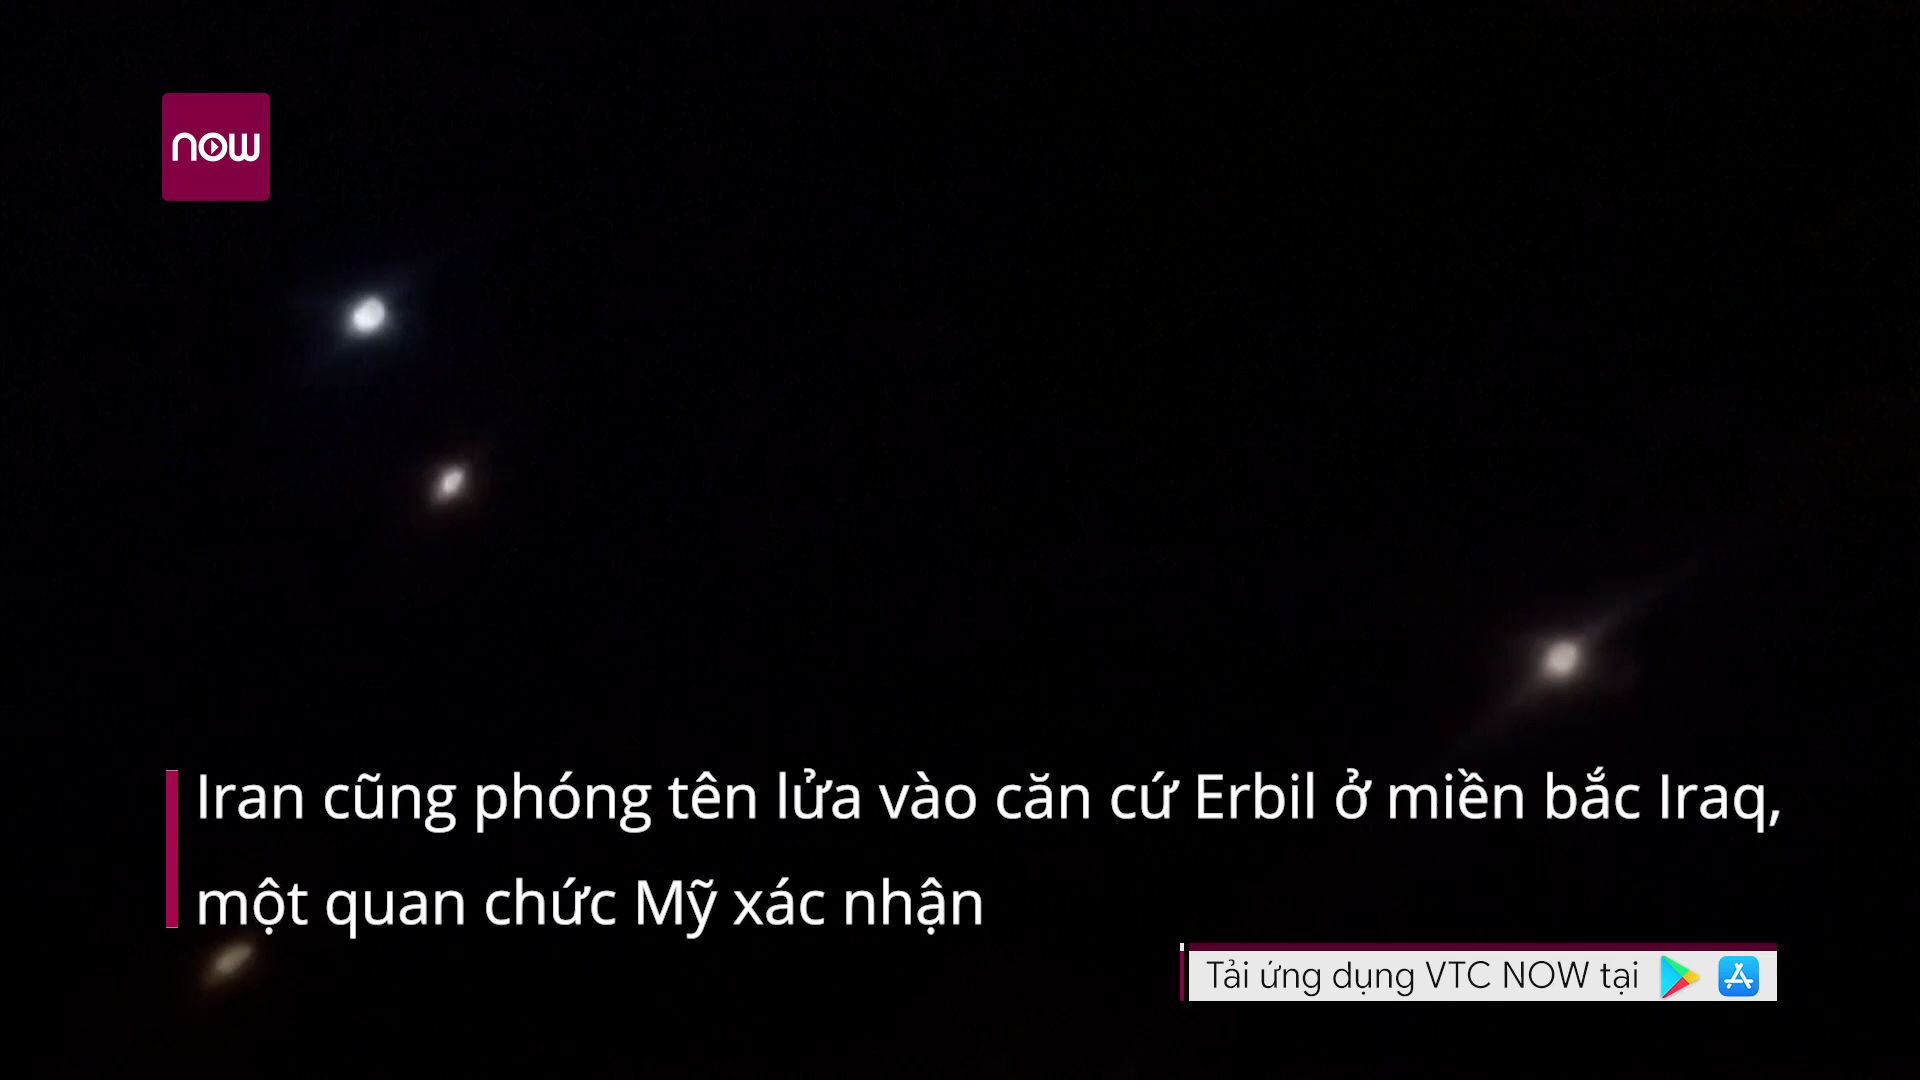 now
Iran cũng phóng tên lửa vào căn cứ Erbil ở miền bắc Iraq,
một quan chức Mỹ xác nhận
Tải ứng dụng VTC NOW tại